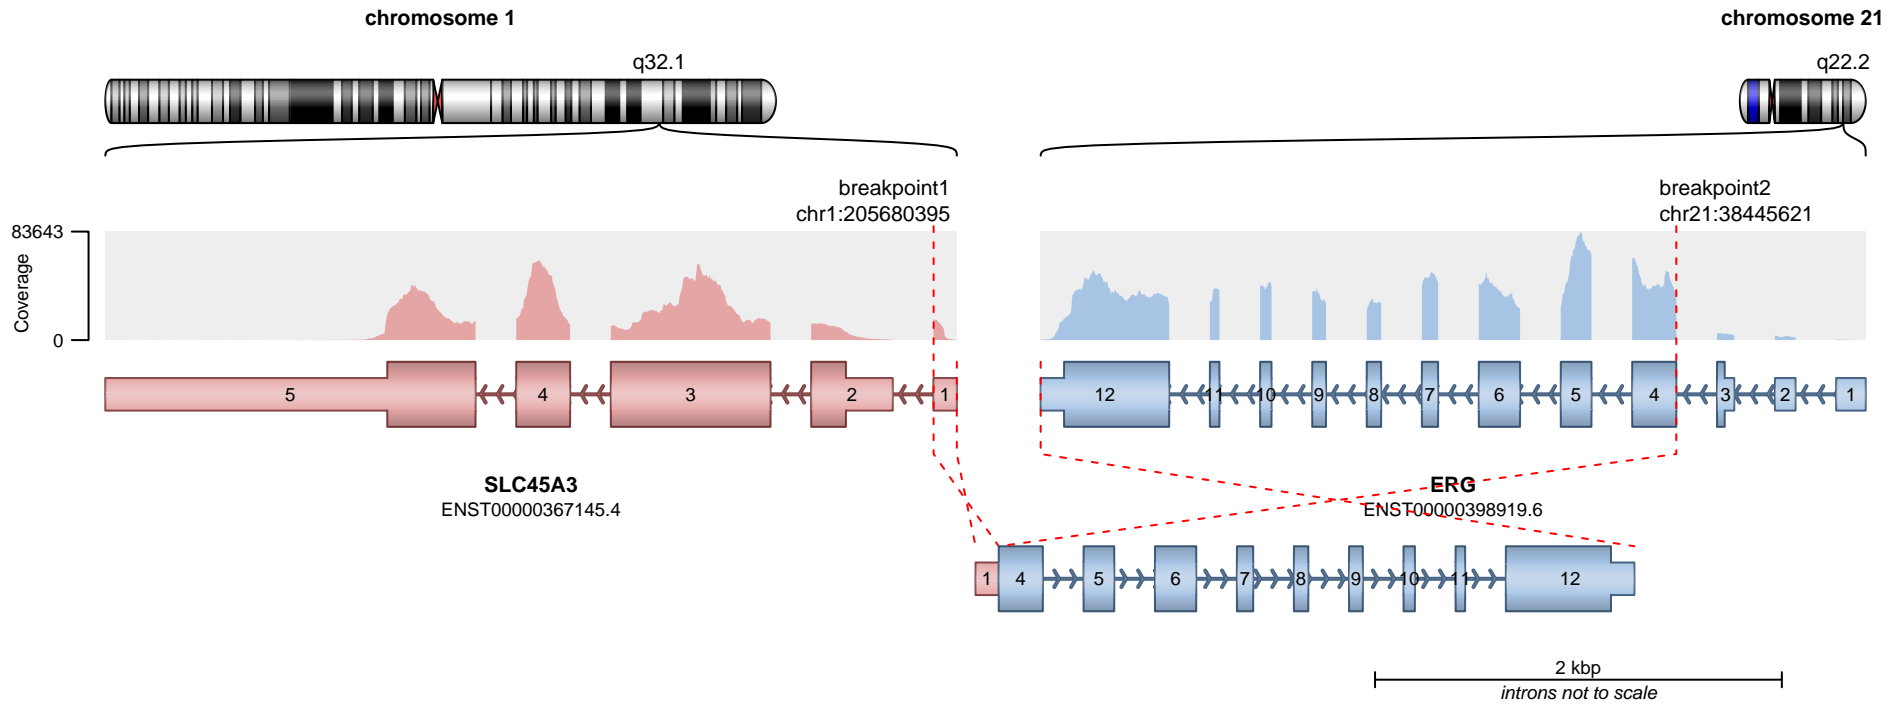 chromosome 1
chromosome 21
q32.1
q22.2
breakpoint1
chr1:205680395
breakpoint2
chr21:38445621
83643
Coverage
0
5 4 3 2 1
12 11 10 9 8 7 6 5 4 3 2 1
SLC45A3
ENST00000367145.4
ERG
ENST00000398919.6
1 4 5 6 7 8 9 10 11 12
2 kbp
introns not to scale